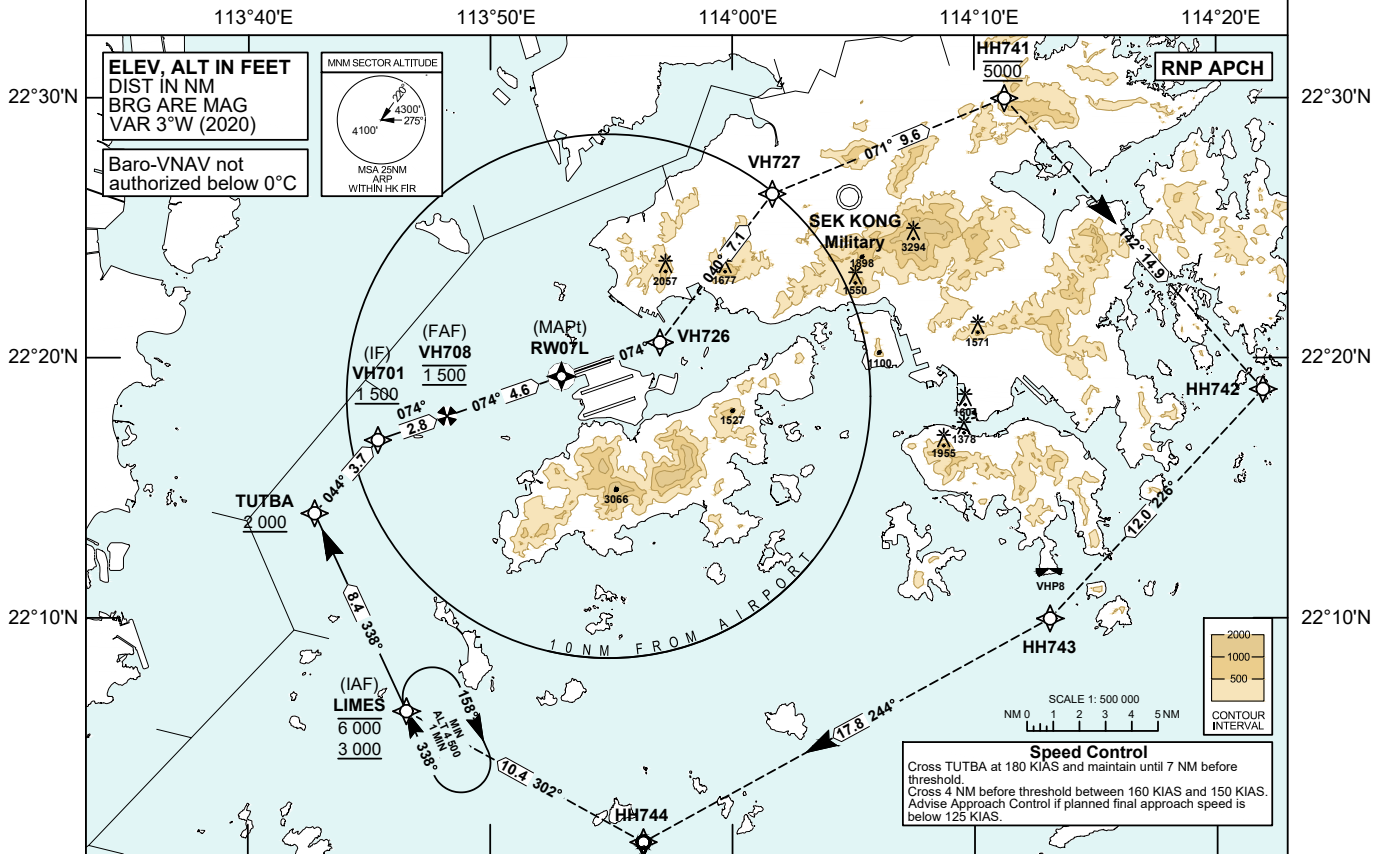 113°40'E
113°50'E
114°00'E
114°10'E
114°20'E
ELEV, ALT IN FEET
DIST IN NM
BRG ARE MAG
VAR 3°W (2020)
Baro-VNAV not
authorized below 0°C
MNM SECTOR ALTITUDE
220°
4300'
275°
4100'
MSA 25NM
ARP
WITHIN HK FIR
HH741
5000
RNP APCH
22°30'N
22°30'N
071° 9.6
VH727
SEK KONG
Military
3294
1898
1550
2057
1677
040° 7.1
142° 14.9
1571
1100
22°20'N
22°20'N
(MAPt)
RW07L
074°
VH726
(FAF)
VH708
1 500
(IF)
VH701
1 500
074°
2.8
074° 4.6
HH742
1604
1378
1955
1527
3066
044° 3.7
TUTBA
2 000
12.0 226°
VHP8
22°10'N
22°10'N
10NM FROM AIRPORT
HH743
8.4 338°
(IAF)
LIMES
6 000
3 000
158°
MIN
ALT 4 500
1 MIN
338°
10.4 302°
17.8 244°
HH744
2000
1000
500
CONTOUR
INTERVAL
SCALE 1: 500 000
NM 0 1 2 3 4 5 NM
Speed Control
Cross TUTBA at 180 KIAS and maintain until 7 NM before
threshold.
Cross 4 NM before threshold between 160 KIAS and 150 KIAS.
Advise Approach Control if planned final approach speed is
below 125 KIAS.